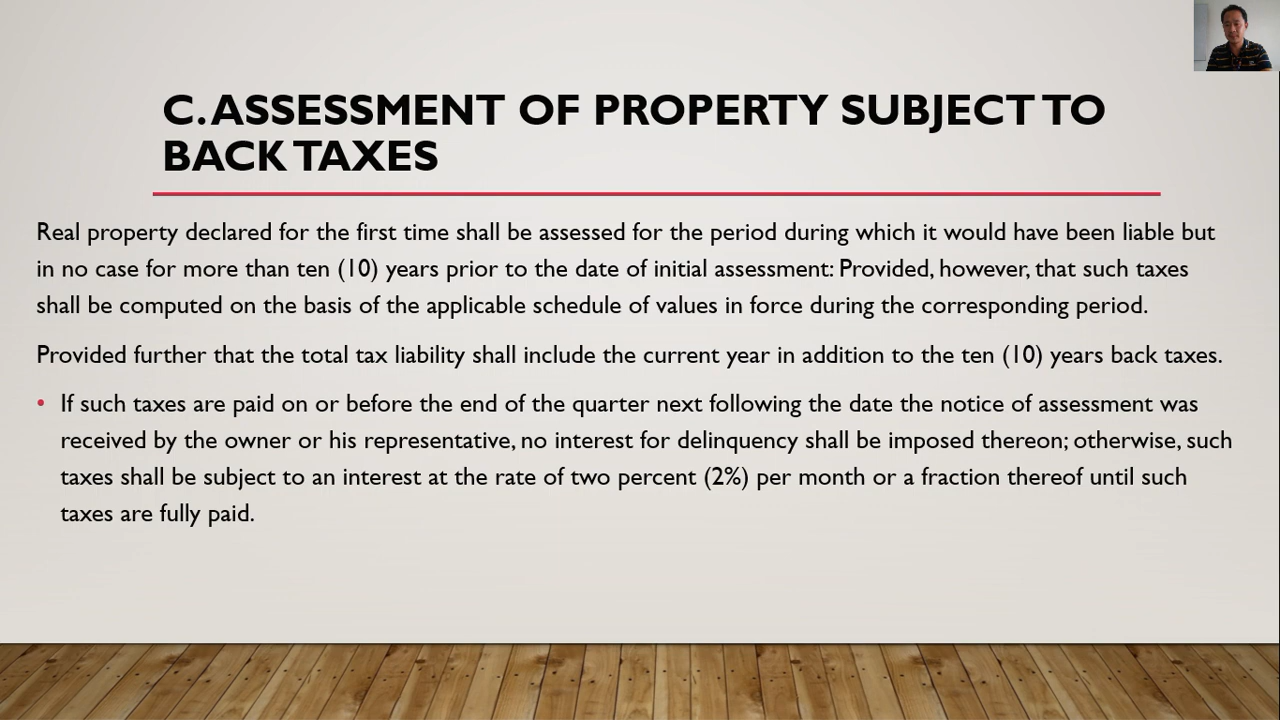 C. ASSESSMENT OF PROPERTY SUBJECT TO
BACK TAXES
Real property declared for the first time shall be assessed for the period during which it would have been liable but
in no case for more than ten (10) years prior to the date of initial assessment: Provided, however, that such taxes
shall be computed on the basis of the applicable schedule of values in force during the corresponding period.
Provided further that the total tax liability shall include the current year in addition to the ten (10) years back taxes.
• If such taxes are paid on or before the end of the quarter next following the date the notice of assessment was
received by the owner or his representative, no interest for delinquency shall be imposed thereon; otherwise, such
taxes shall be subject to an interest at the rate of two percent (2%) per month or a fraction thereof until such
taxes are fully paid.